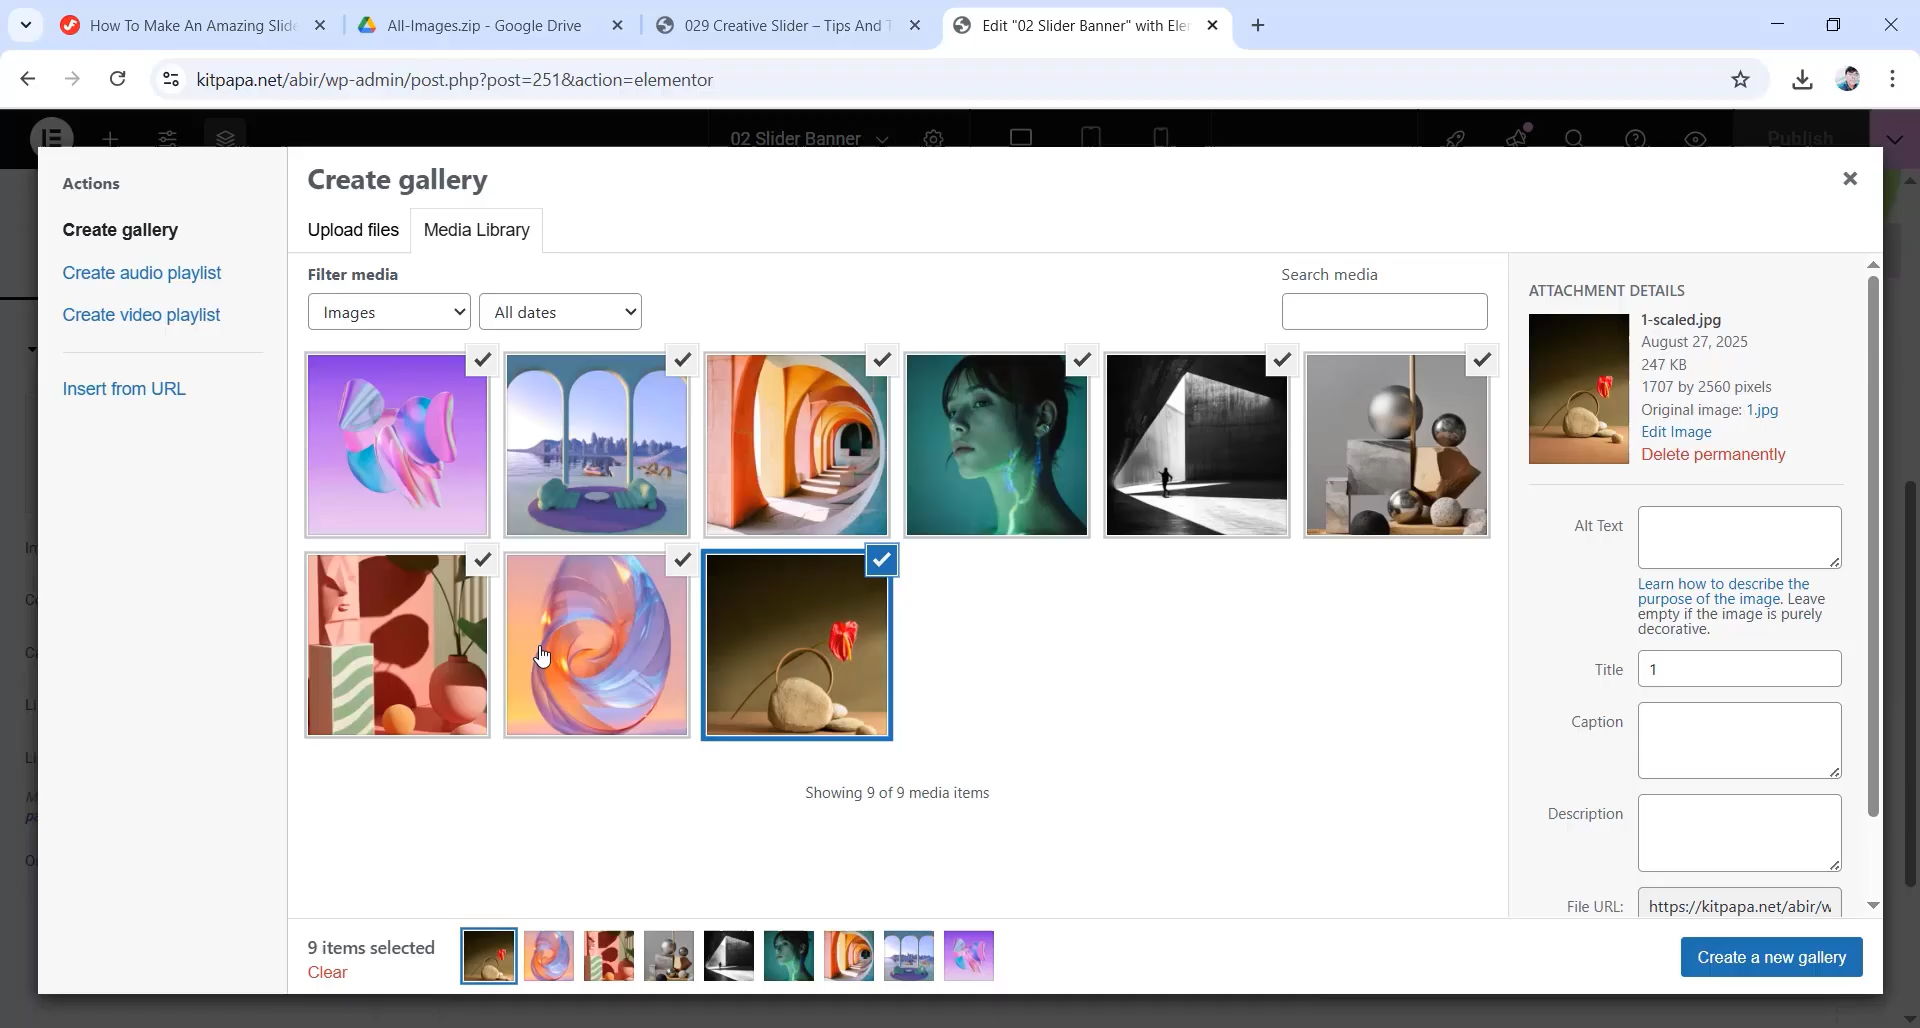 How To Make An Amazing Slide
All-Images.zip - Google Drive
029 Creative Slider – Tips And T
Edit "02 Slider Banner" with Eler
kitpapa.net/abir/wp-admin/post.php?post=251&action=elementor
02 Slider Banner
Publish
Actions
Create gallery
Create audio playlist
Create video playlist
Insert from URL
Create gallery
Upload files
Media Library
Filter media
Images
All dates
Search media
Showing 9 of 9 media items
ATTACHMENT DETAILS
1-scaled.jpg
August 27, 2025
247 KB
1707 by 2560 pixels
Original image: 1.jpg
Edit Image
Delete permanently
Alt Text
Learn how to describe the
purpose of the image. Leave
empty if the image is purely
decorative.
Title
1
Caption
Description
File URL:
https://kitpapa.net/abir/w
9 items selected
Clear
Create a new gallery